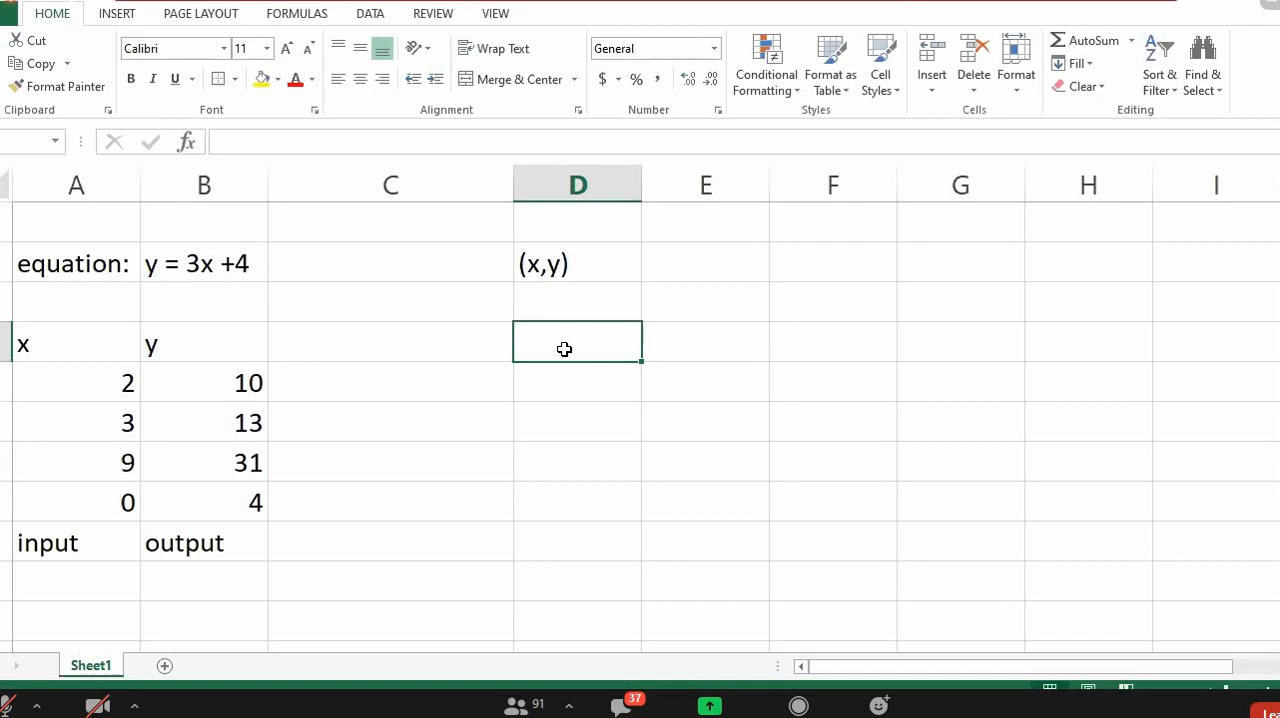 HOME INSERT PAGE LAYOUT FORMULAS DATA REVIEW VIEW
Cut Calibri 11 A A Wrap Text General Conditional Formatting Format as Table Cell Styles Insert Delete Format AutoSum Sort & Filter Find & Select
Copy Fill
Format Painter B I U A Merge & Center $ % , Clear
Clipboard Font Alignment Number Styles Cells Editing
fx
A B C D E F G H I
equation: y = 3x +4 (x,y)
x y
2 10
3 13
9 31
0 4
input output
Sheet1
91 37